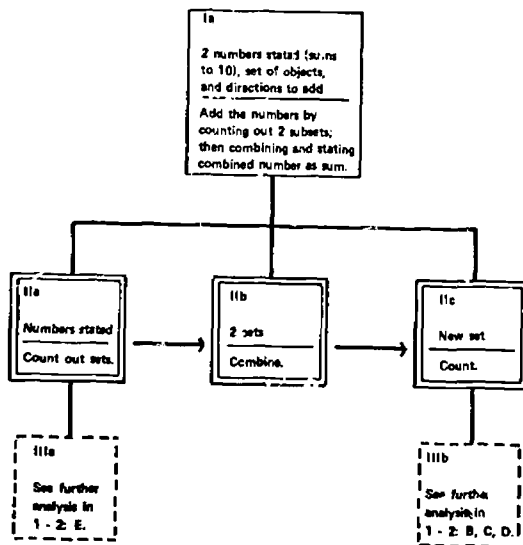 Ia
2 numbers stated (sums
to 10), set of objects,
and directions to add
Add the numbers by
counting out 2 subsets;
then combining and stating
combined number as sum.
IIa
Numbers stated
Count out sets.
IIb
2 sets
Combine.
IIc
New set
Count.
IIIa
See further
analysis in
1 - 2: E.
IIIb
See further
analysis in
1 - 2: B, C, D.